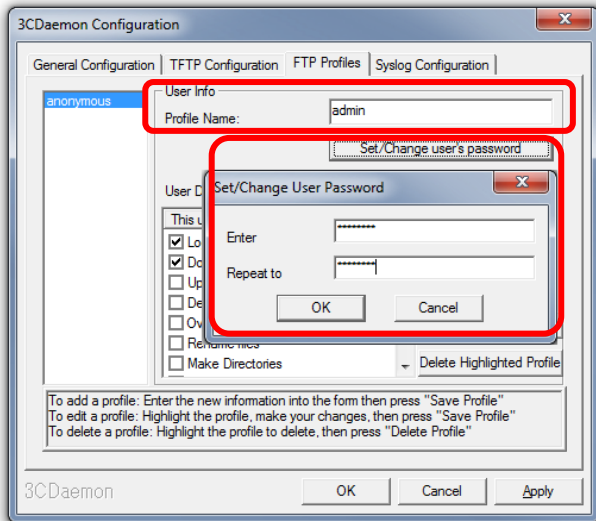 3CDaemon Configuration
General Configuration
TFTP Configuration
FTP Profiles
Syslog Configuration
anonymous
User Info
Profile Name:
admin
Set/Change user's password
User D
Set/Change User Password
This u
Enter
********
Repeat to
********
OK
Cancel
Lo
Do
Up
De
Ov
Rename files
Make Directories
Delete Highlighted Profile
To add a profile: Enter the new information into the form then press "Save Profile"
To edit a profile: Highlight the profile, make your changes, then press "Save Profile"
To delete a profile: Highlight the profile to delete, then press "Delete Profile"
3CDaemon
OK
Cancel
Apply